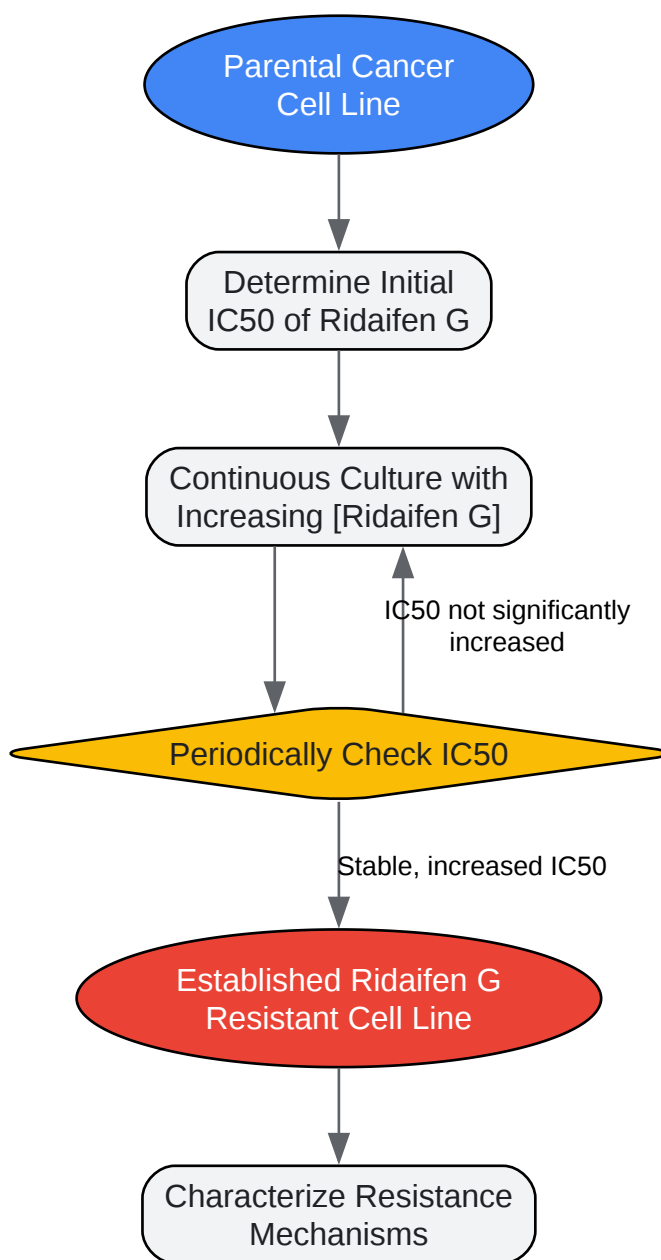 Parental Cancer
Cell Line
Determine Initial
IC50 of Ridaifen G
Continuous Culture with
Increasing [Ridaifen G]
IC50 not significantly
increased
Periodically Check IC50
Stable, increased IC50
Established Ridaifen G
Resistant Cell Line
Characterize Resistance
Mechanisms